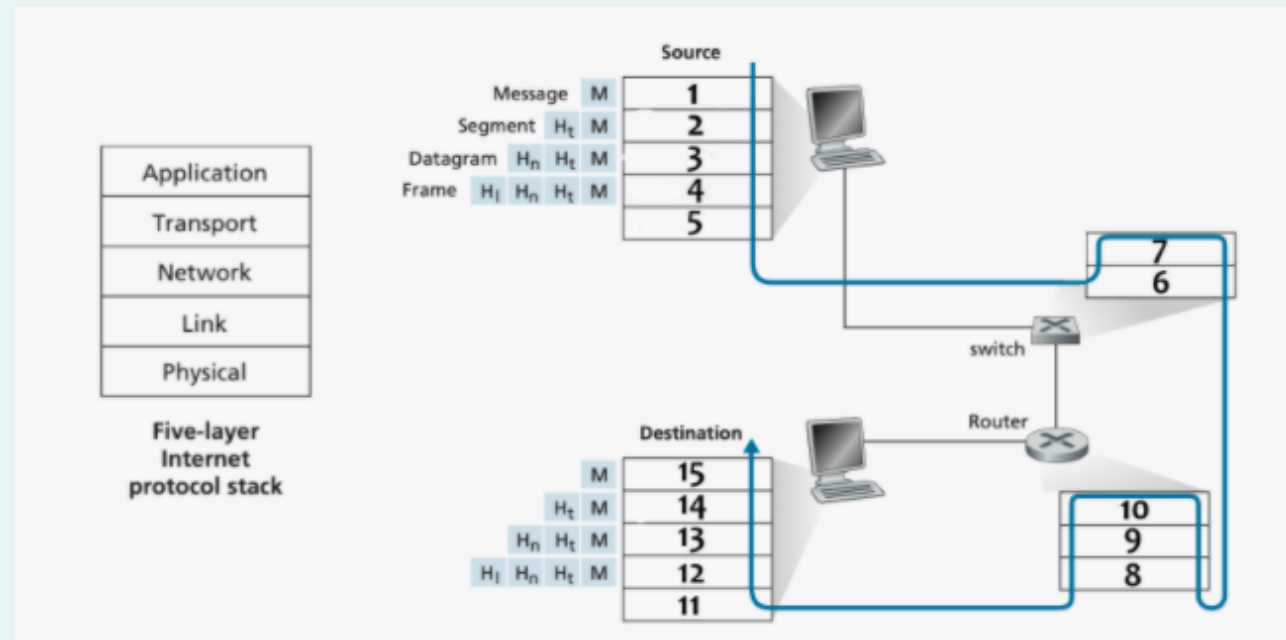 Application
Transport
Network
Link
Physical
Five-layer
Internet
protocol stack
Source
Message M 1
Segment Ht M 2
Datagram Hn Ht M 3
Frame Hl Hn Ht M 4
5
7
6
switch
Router
Destination
M 15
Ht M 14
Hn Ht M 13
Hl Hn Ht M 12
11
10
9
8